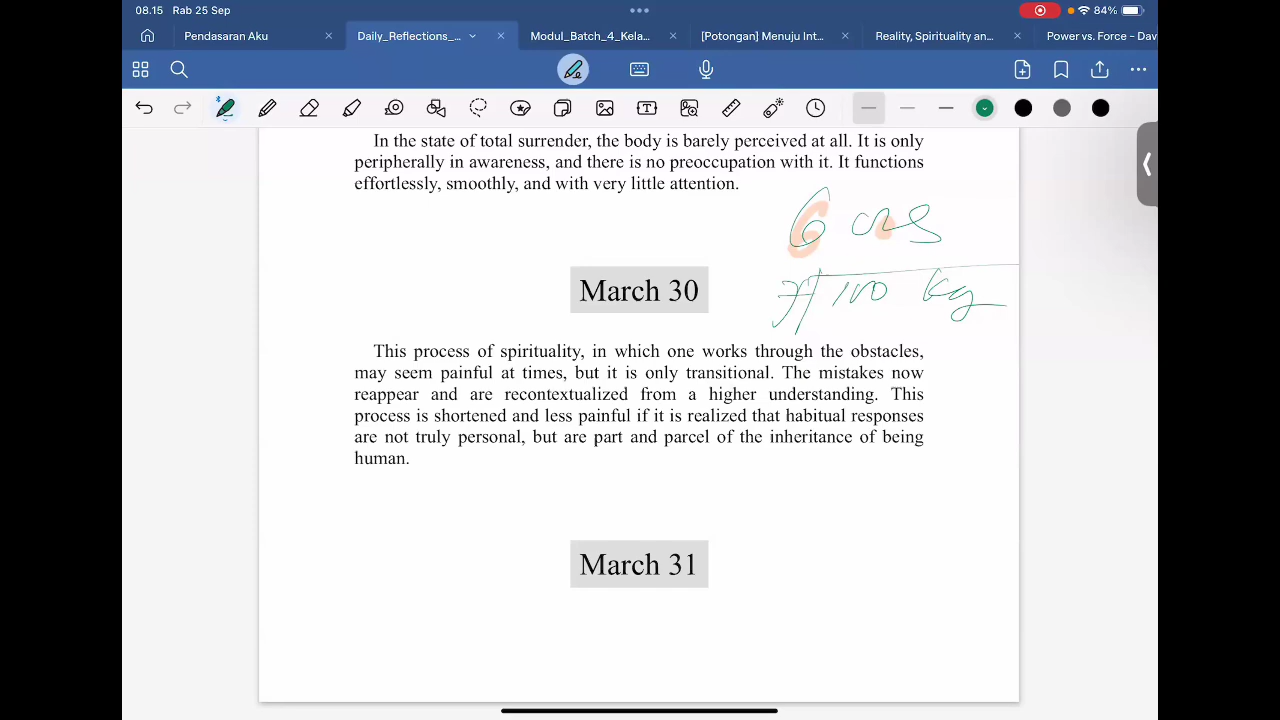 08.15 Rab 25 Sep
84%
Pendasaran Aku
Daily_Reflections_...
Modul_Batch_4_Kela...
[Potongan] Menuju Int...
Reality, Spirituality an...
Power vs. Force – Dav
In the state of total surrender, the body is barely perceived at all. It is only
peripherally in awareness, and there is no preoccupation with it. It functions
effortlessly, smoothly, and with very little attention.
March 30
100 kg
This process of spirituality, in which one works through the obstacles,
may seem painful at times, but it is only transitional. The mistakes now
reappear and are recontextualized from a higher understanding. This
process is shortened and less painful if it is realized that habitual responses
are not truly personal, but are part and parcel of the inheritance of being
human.
March 31